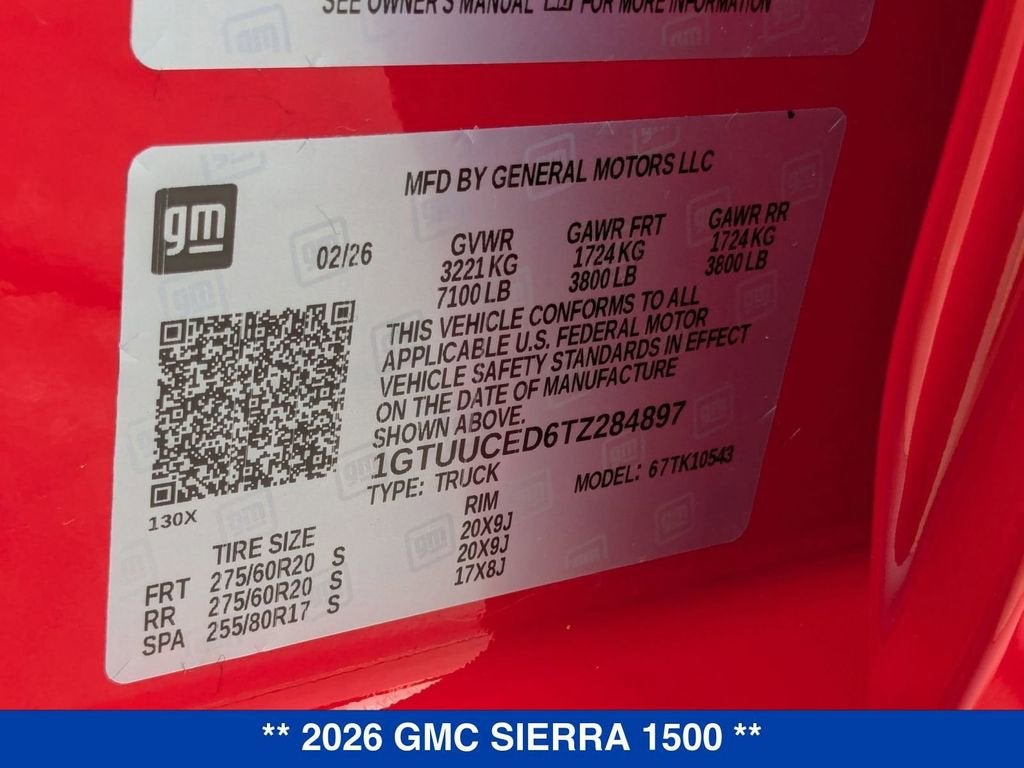 SEE OWNER'S MANUAL FOR MORE INFORMATION
gm
MFD BY GENERAL MOTORS LLC
02/26
GVWR GAWR FRT GAWR RR
3221 KG 1724 KG 1724 KG
7100 LB 3800 LB 3800 LB
THIS VEHICLE CONFORMS TO ALL
APPLICABLE U.S. FEDERAL MOTOR
VEHICLE SAFETY STANDARDS IN EFFECT
ON THE DATE OF MANUFACTURE
SHOWN ABOVE.
1GTUUCED6TZ284897
TYPE: TRUCK MODEL: 67TK10543
130X
TIRE SIZE RIM
FRT 275/60R20 S 20X9J
RR 275/60R20 S 20X9J
SPA 255/80R17 S 17X8J
** 2026 GMC SIERRA 1500 **